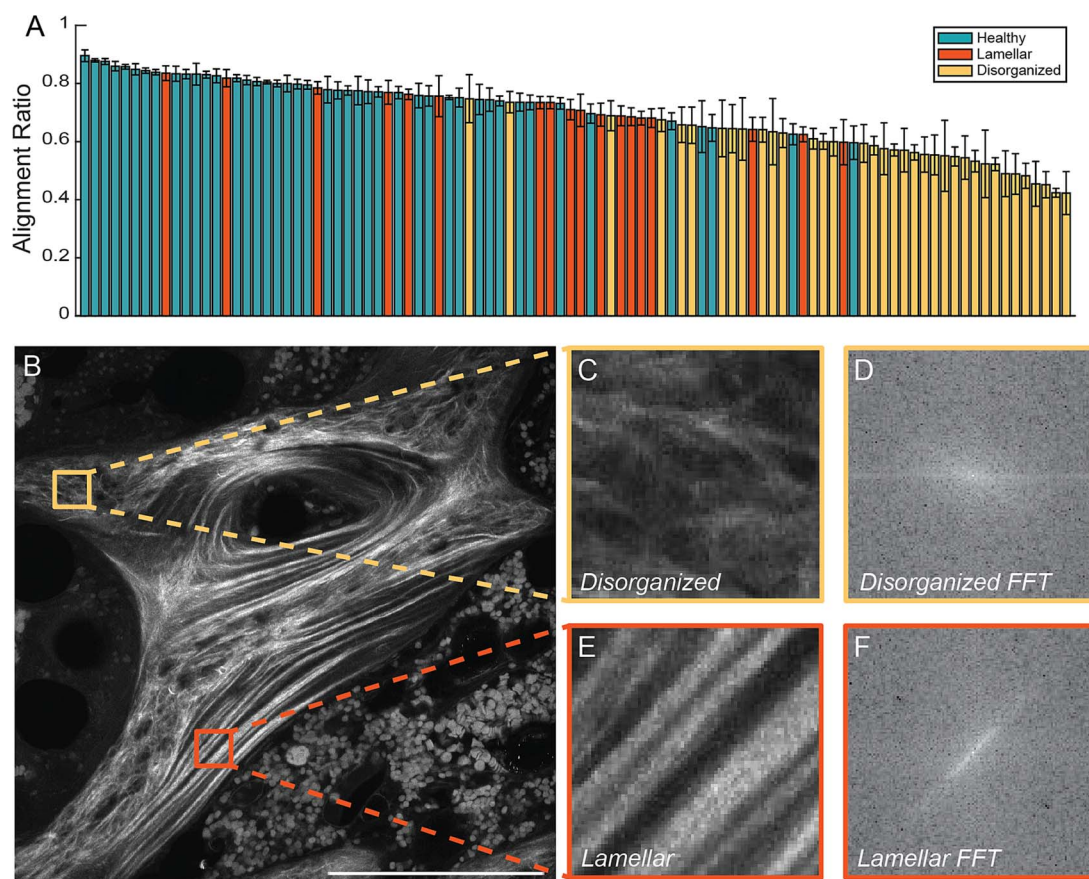 A
1
0.8
0.6
0.4
0.2
0
Alignment Ratio
Healthy
Lamellar
Disorganized
B
C
Disorganized
D
Disorganized FFT
E
Lamellar
F
Lamellar FFT